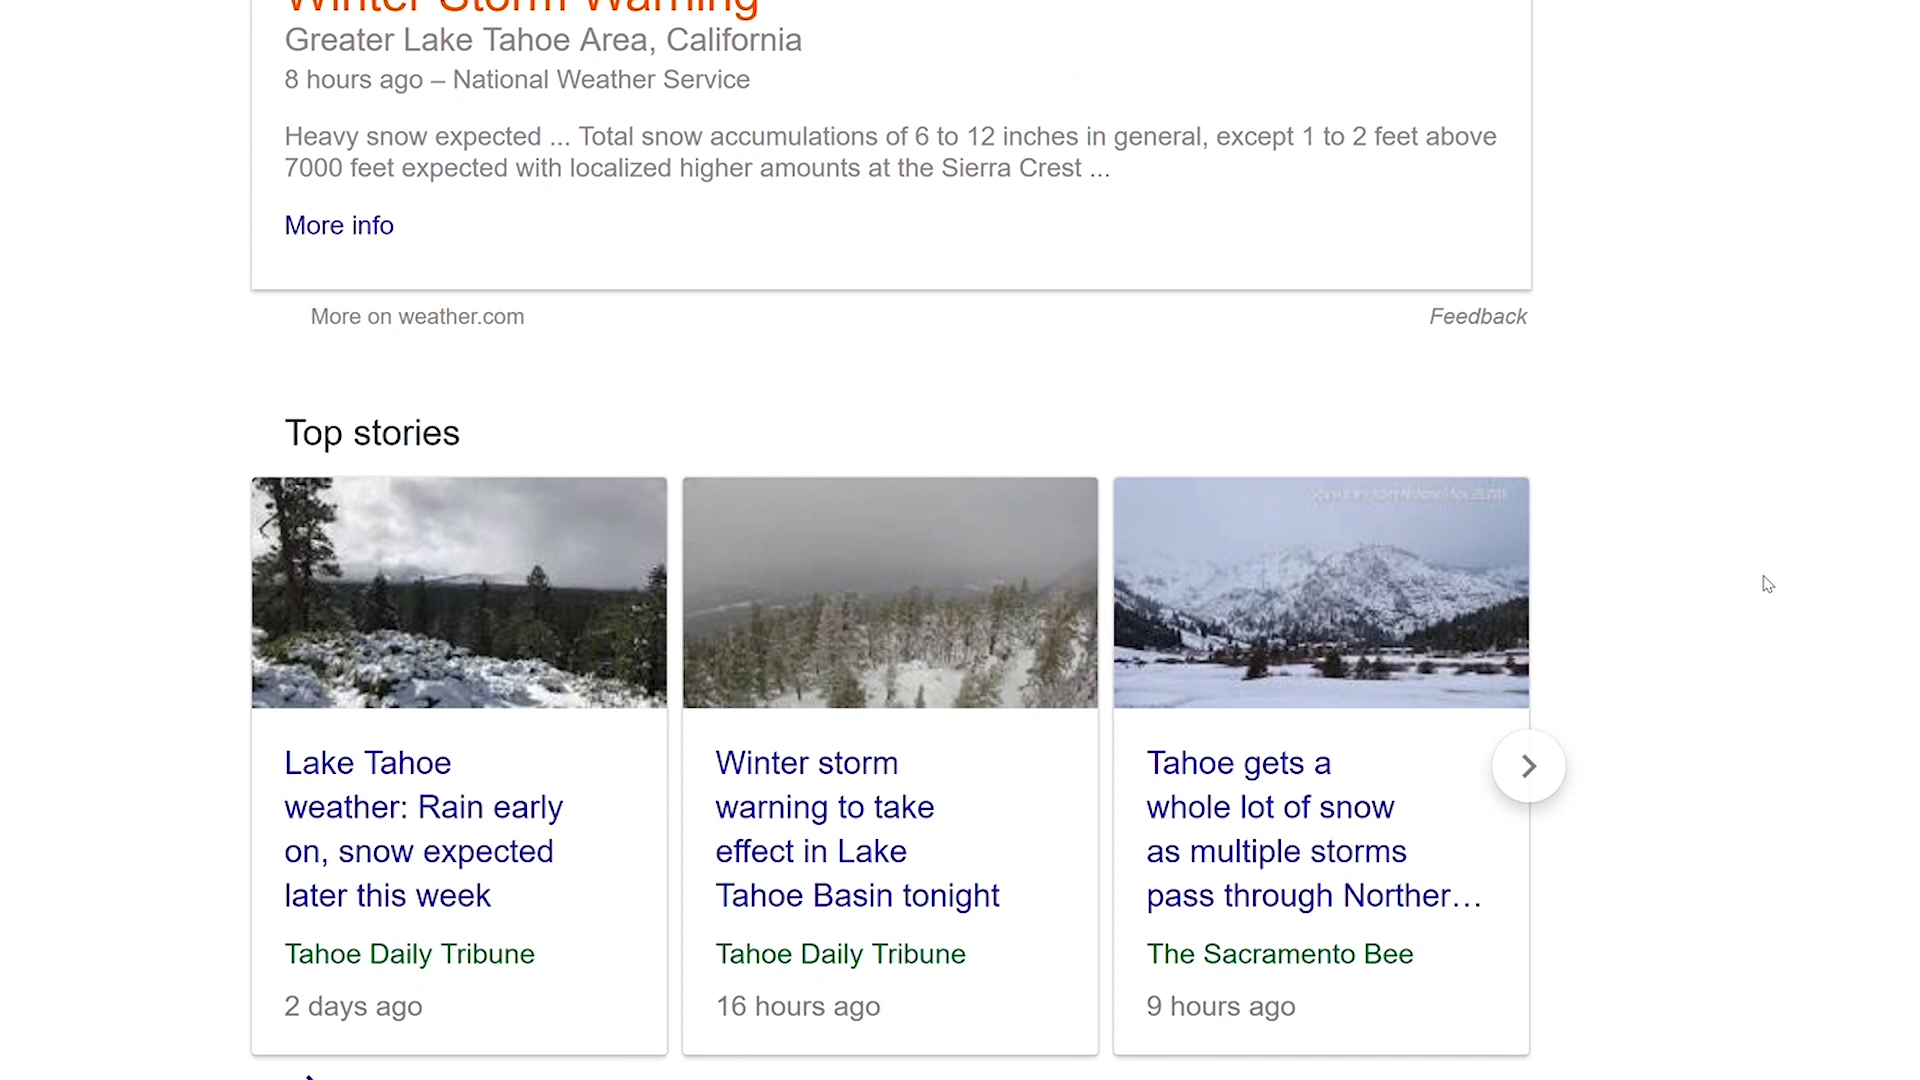 Winter Storm Warning
Greater Lake Tahoe Area, California
8 hours ago – National Weather Service
Heavy snow expected ... Total snow accumulations of 6 to 12 inches in general, except 1 to 2 feet above
7000 feet expected with localized higher amounts at the Sierra Crest ...
More info
More on weather.com
Feedback
Top stories
Lake Tahoe
weather: Rain early
on, snow expected
later this week
Tahoe Daily Tribune
2 days ago
Winter storm
warning to take
effect in Lake
Tahoe Basin tonight
Tahoe Daily Tribune
16 hours ago
Tahoe gets a
whole lot of snow
as multiple storms
pass through Norther...
The Sacramento Bee
9 hours ago